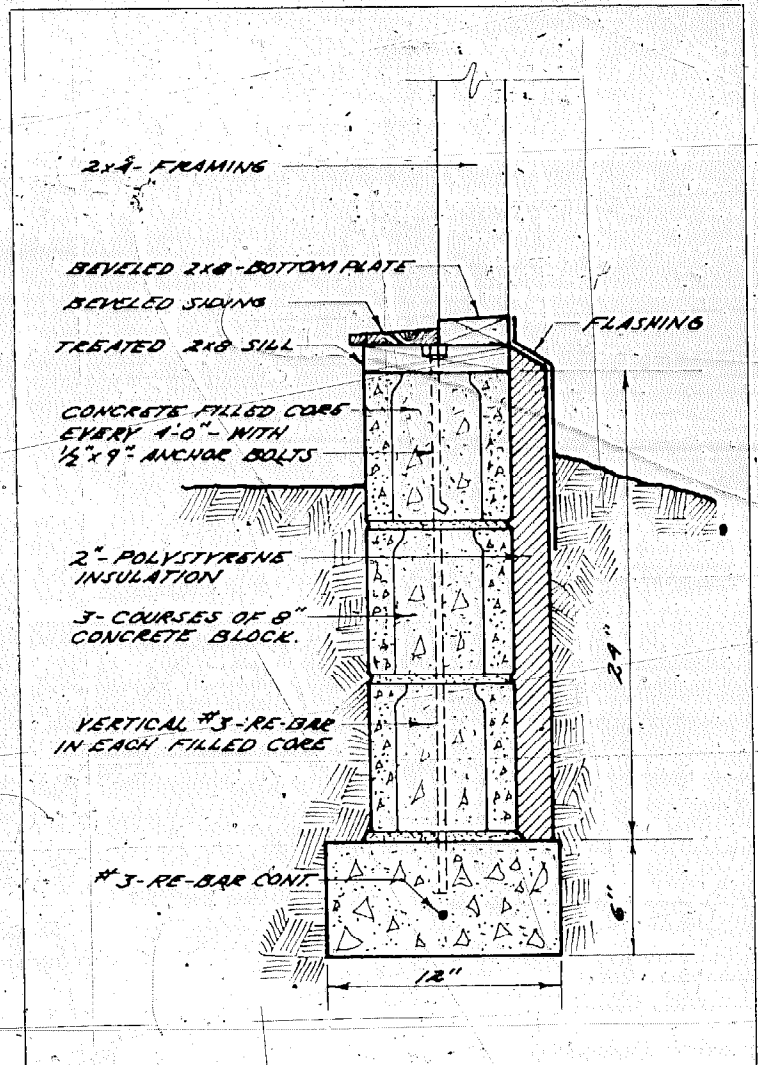 2x4- FRAMING
BEVELED 2x6-BOTTOM PLATE
BEVELED SIDING
FLASHING
TREATED 2x8 SILL
CONCRETE FILLED CORE
EVERY 4'-0"- WITH
1/2" x 9"- ANCHOR BOLTS
2"- POLYSTYRENE
INSULATION
3- COURSES OF 8"
CONCRETE BLOCK.
24"
VERTICAL #3-RE-BAR
IN EACH FILLED CORE
#3-RE-BAR CONT.
6"
12"